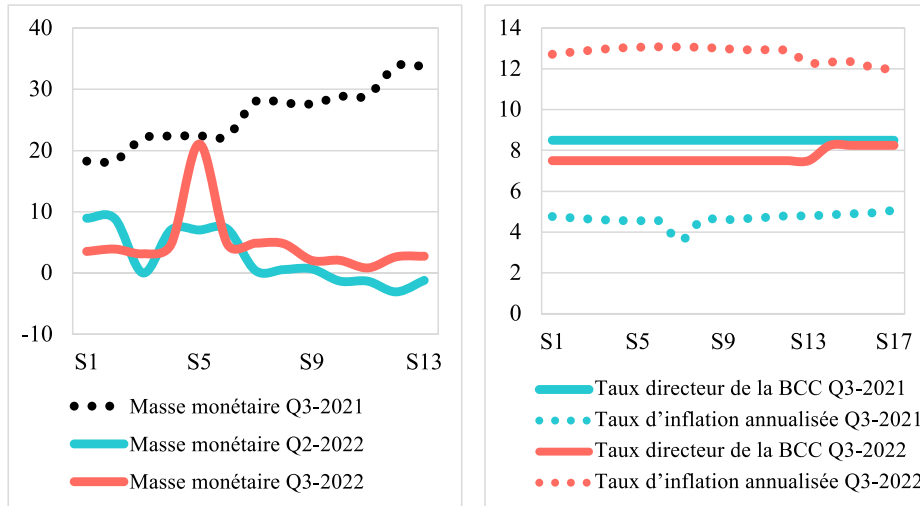 40
30
20
10
0
-10
S1 S5 S9 S13
Masse monétaire Q3-2021
Masse monétaire Q2-2022
Masse monétaire Q3-2022
14
12
10
8
6
4
2
0
S1 S5 S9 S13 S17
Taux directeur de la BCC Q3-2021
Taux d’inflation annualisée Q3-2021
Taux directeur de la BCC Q3-2022
Taux d’inflation annualisée Q3-2022